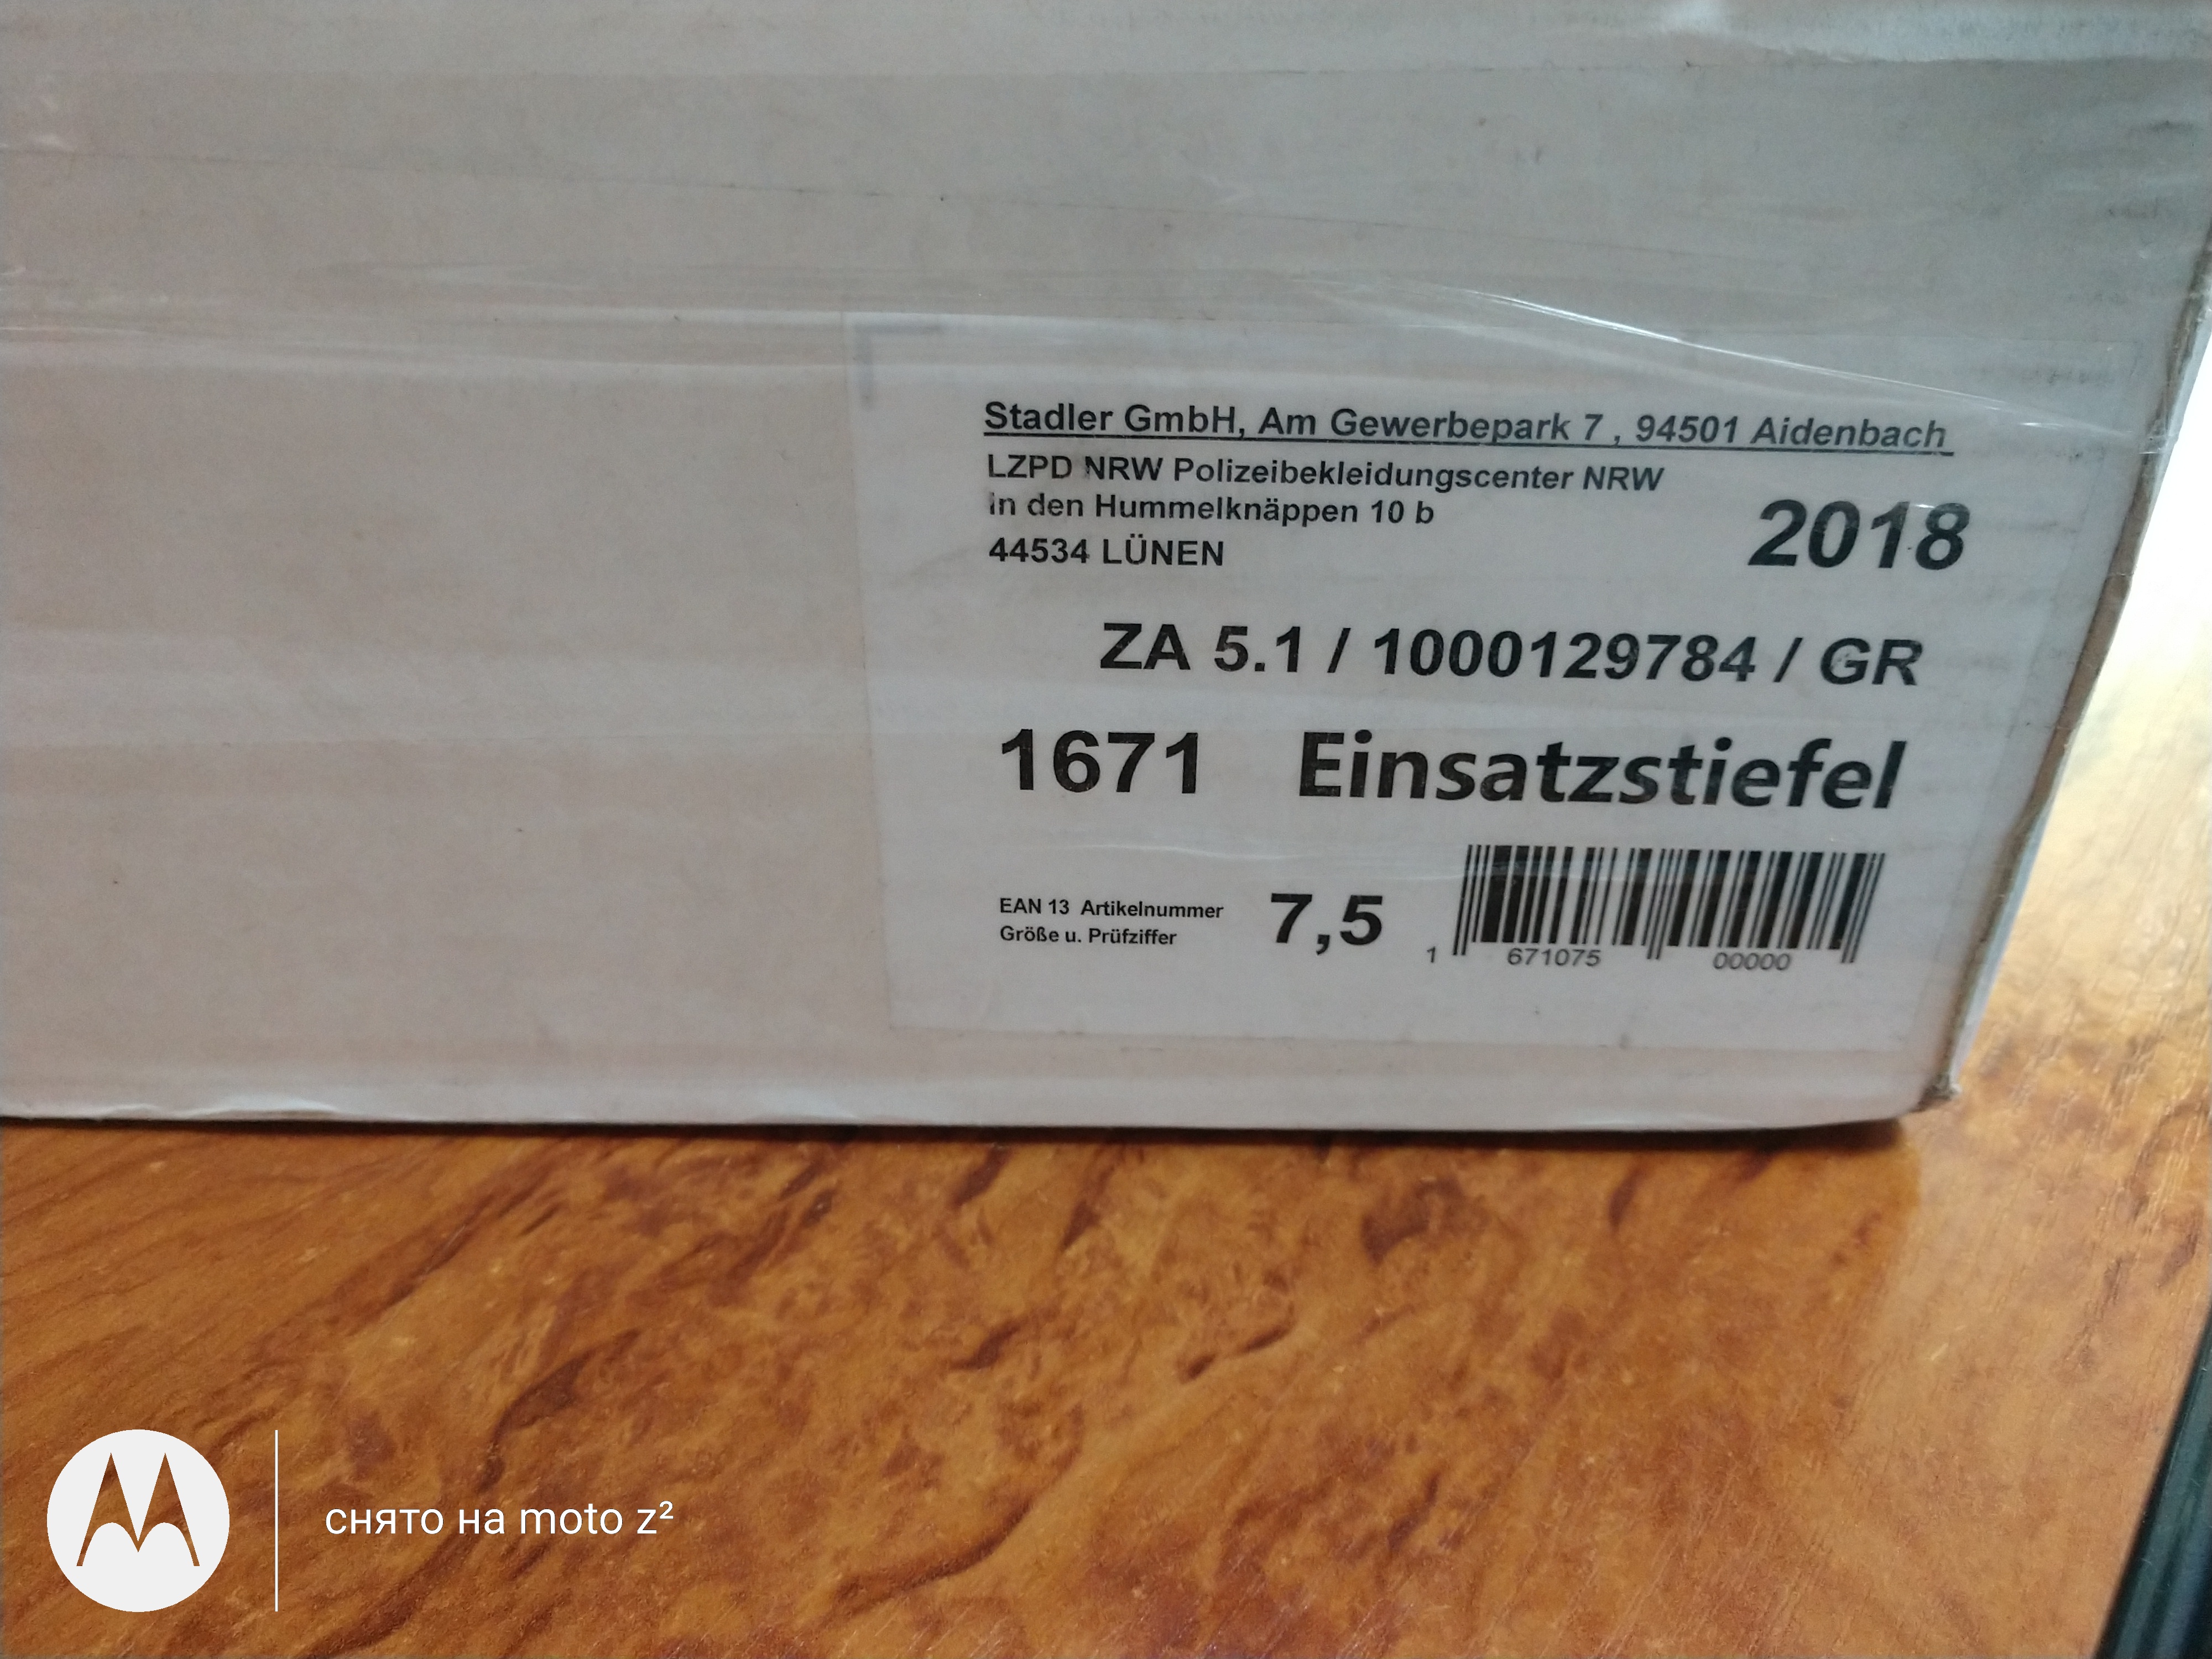 Stadler GmbH, Am Gewerbepark 7 , 94501 Aidenbach
LZPD NRW Polizeibekleidungscenter NRW
in den Hummelknäppen 10 b
44534 LÜNEN
2018
ZA 5.1 / 1000129784 / GR
1671 Einsatzstiefel
EAN 13 Artikelnummer
Größe u. Prüfziffer
7,5
1 671075 00000
снято на moto z²